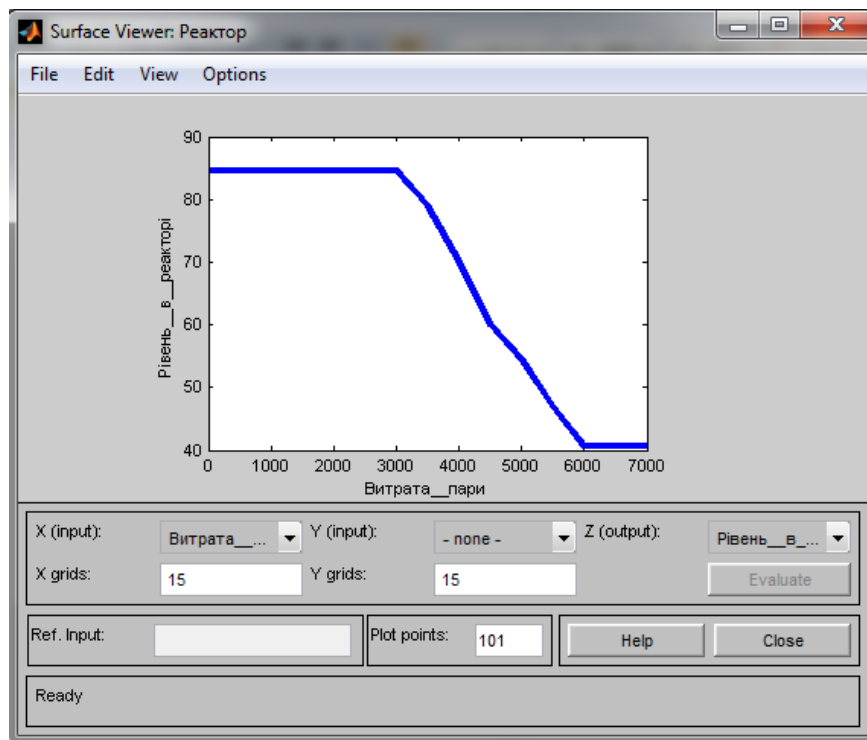 Surface Viewer: Реактор
File Edit View Options
90
80
70
60
50
40
Рівень__в__реакторі
0 1000 2000 3000 4000 5000 6000 7000
Витрата__пари
X (input): Витрата__... Y (input): - none - Z (output): Рівень__в_...
X grids: 15 Y grids: 15 Evaluate
Ref. Input: Plot points: 101 Help Close
Ready